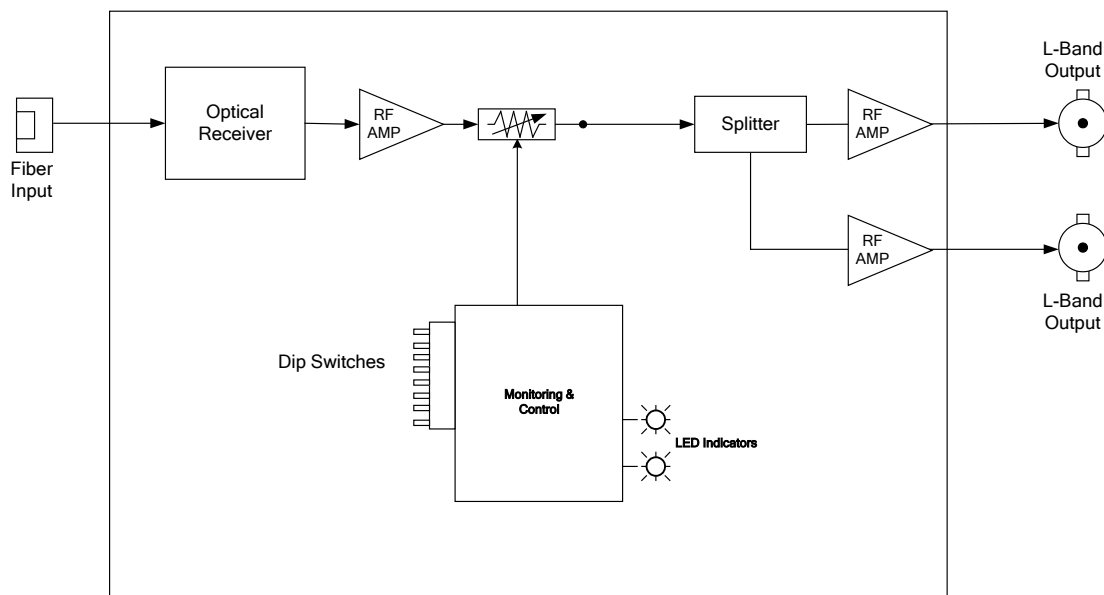 L-Band
Output
Optical
Receiver
RF
AMP
Splitter
RF
AMP
Fiber
Input
RF
AMP
L-Band
Output
Dip Switches
Monitoring &
Control
LED Indicators